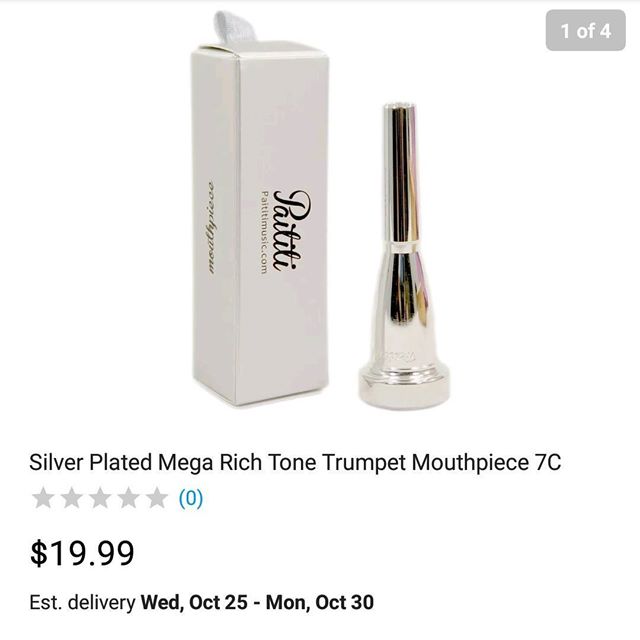 1 of 4
mouthpiece
Paititi
Paititimusic.com
Silver Plated Mega Rich Tone Trumpet Mouthpiece 7C
(0)
$19.99
Est. delivery Wed, Oct 25 - Mon, Oct 30